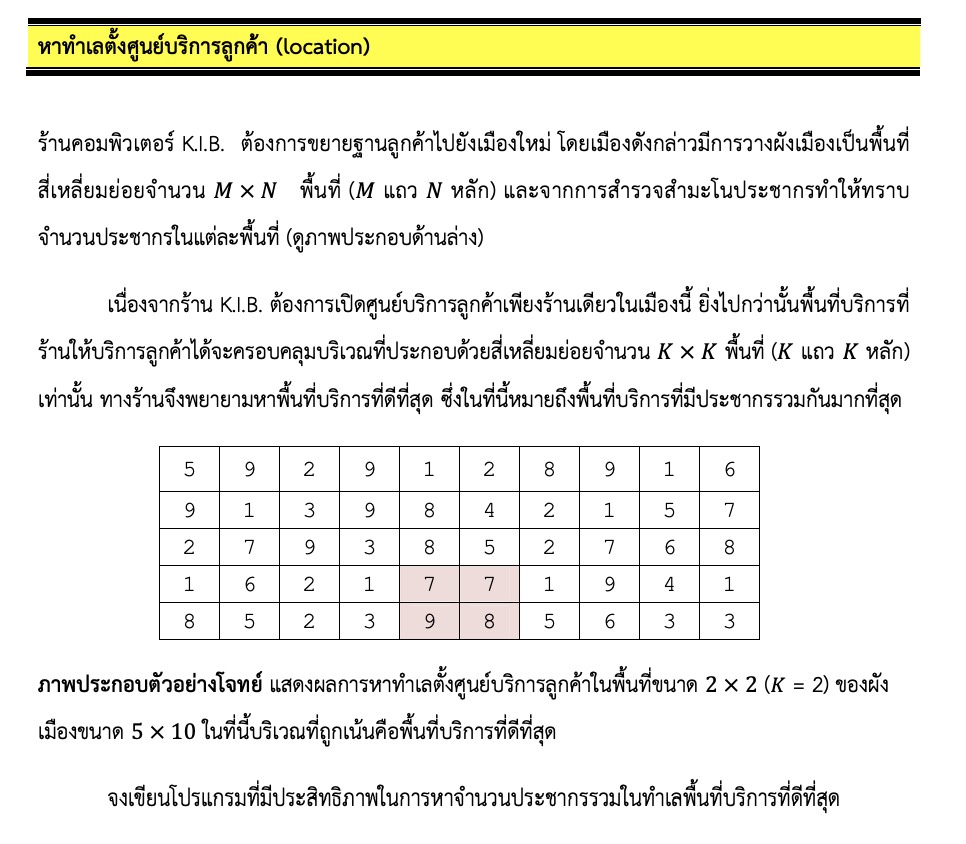 หาทำเลตั้งศูนย์บริการลูกค้า (location)
ร้านคอมพิวเตอร์ K.I.B. ต้องการขยายฐานลูกค้าไปยังเมืองใหม่ โดยเมืองดังกล่าวมีการวางผังเมืองเป็นพื้นที่
สี่เหลี่ยมย่อยจำนวน M × N พื้นที่ (M แถว N หลัก) และจากการสำรวจสำมะโนประชากรทำให้ทราบ
จำนวนประชากรในแต่ละพื้นที่ (ดูภาพประกอบด้านล่าง)
เนื่องจากร้าน K.I.B. ต้องการเปิดศูนย์บริการลูกค้าเพียงร้านเดียวในเมืองนี้ ยิ่งไปกว่านั้นพื้นที่บริการที่
ร้านให้บริการลูกค้าได้จะครอบคลุมบริเวณที่ประกอบด้วยสี่เหลี่ยมย่อยจำนวน K × K พื้นที่ (K แถว K หลัก)
เท่านั้น ทางร้านจึงพยายามหาพื้นที่บริการที่ดีที่สุด ซึ่งในที่นี้หมายถึงพื้นที่บริการที่มีประชากรรวมกันมากที่สุด
5 9 2 9 1 2 8 9 1 6
9 1 3 9 8 4 2 1 5 7
2 7 9 3 8 5 2 7 6 8
1 6 2 1 7 7 1 9 4 1
8 5 2 3 9 8 5 6 3 3
ภาพประกอบตัวอย่างโจทย์ แสดงผลการหาทำเลตั้งศูนย์บริการลูกค้าในพื้นที่ขนาด 2 × 2 (K = 2) ของผัง
เมืองขนาด 5 × 10 ในที่นี้บริเวณที่ถูกเน้นคือพื้นที่บริการที่ดีที่สุด
จงเขียนโปรแกรมที่มีประสิทธิภาพในการหาจำนวนประชากรรวมในทำเลพื้นที่บริการที่ดีที่สุด